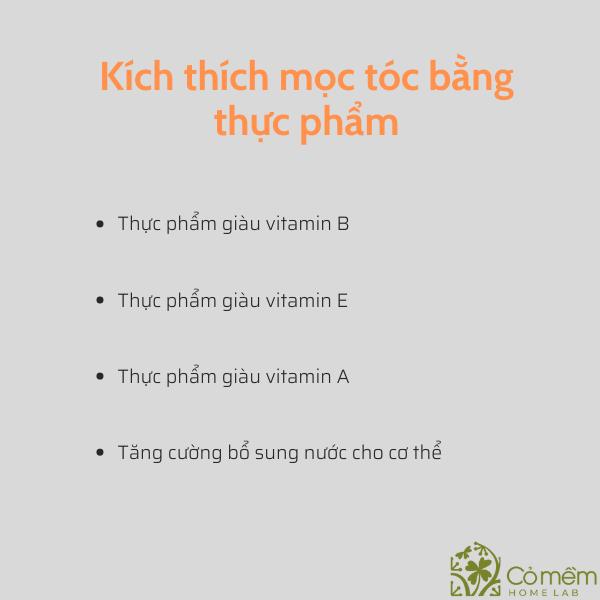 Kích thích mọc tóc bằng
thực phẩm
Thực phẩm giàu vitamin B
Thực phẩm giàu vitamin E
Thực phẩm giàu vitamin A
Tăng cường bổ sung nước cho cơ thể
Cỏ mềm
HOME LAB